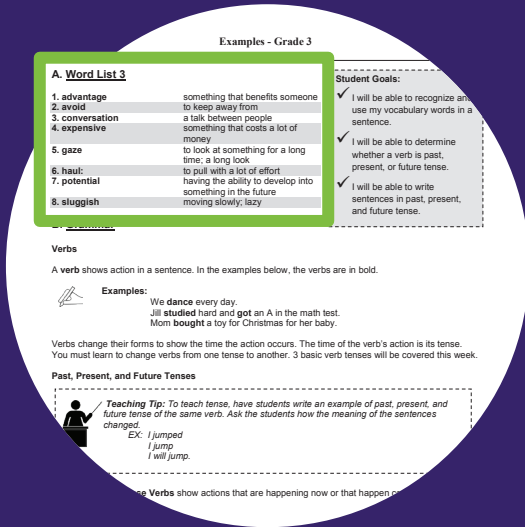 Examples - Grade 3
A. Word List 3
1. advantage something that benefits someone
2. avoid to keep away from
3. conversation a talk between people
4. expensive something that costs a lot of
money
5. gaze to look at something for a long
time; a long look
6. haul: to pull with a lot of effort
7. potential having the ability to develop into
something in the future
8. sluggish moving slowly; lazy
Student Goals:
✓ I will be able to recognize and
use my vocabulary words in a
sentence.
✓ I will be able to determine
whether a verb is past,
present, or future tense.
✓ I will be able to write
sentences in past, present,
and future tense.
Verbs
A verb shows action in a sentence. In the examples below, the verbs are in bold.
Examples:
We dance every day.
Jill studied hard and got an A in the math test.
Mom bought a toy for Christmas for her baby.
Verbs change their forms to show the time the action occurs. The time of the verb's action is its tense.
You must learn to change verbs from one tense to another. 3 basic verb tenses will be covered this week.
Past, Present, and Future Tenses
Teaching Tip: To teach tense, have students write an example of past, present, and
future tense of the same verb. Ask the students how the meaning of the sentences
changed.
EX: I jumped
I jump
I will jump.
Verbs show actions that are happening now or that happen